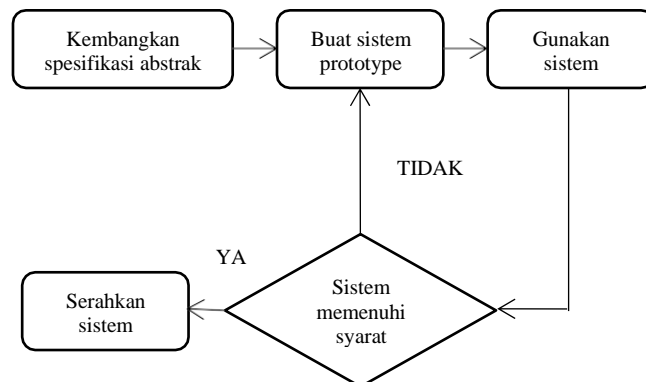 Kembangkan
spesifikasi abstrak
Buat sistem
prototype
Gunakan
sistem
TIDAK
YA
Sistem
memenuhi
syarat
Serahkan
sistem